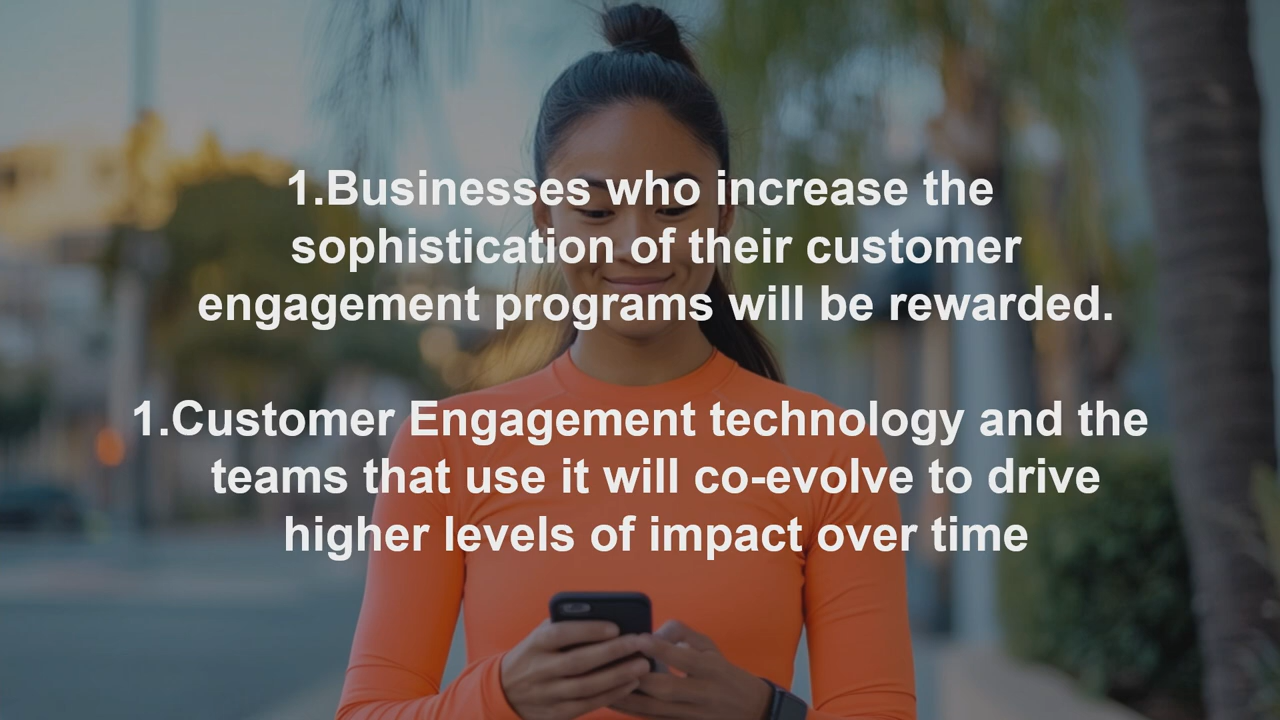 1.Businesses who increase the
sophistication of their customer
engagement programs will be rewarded.
1.Customer Engagement technology and the
teams that use it will co-evolve to drive
higher levels of impact over time